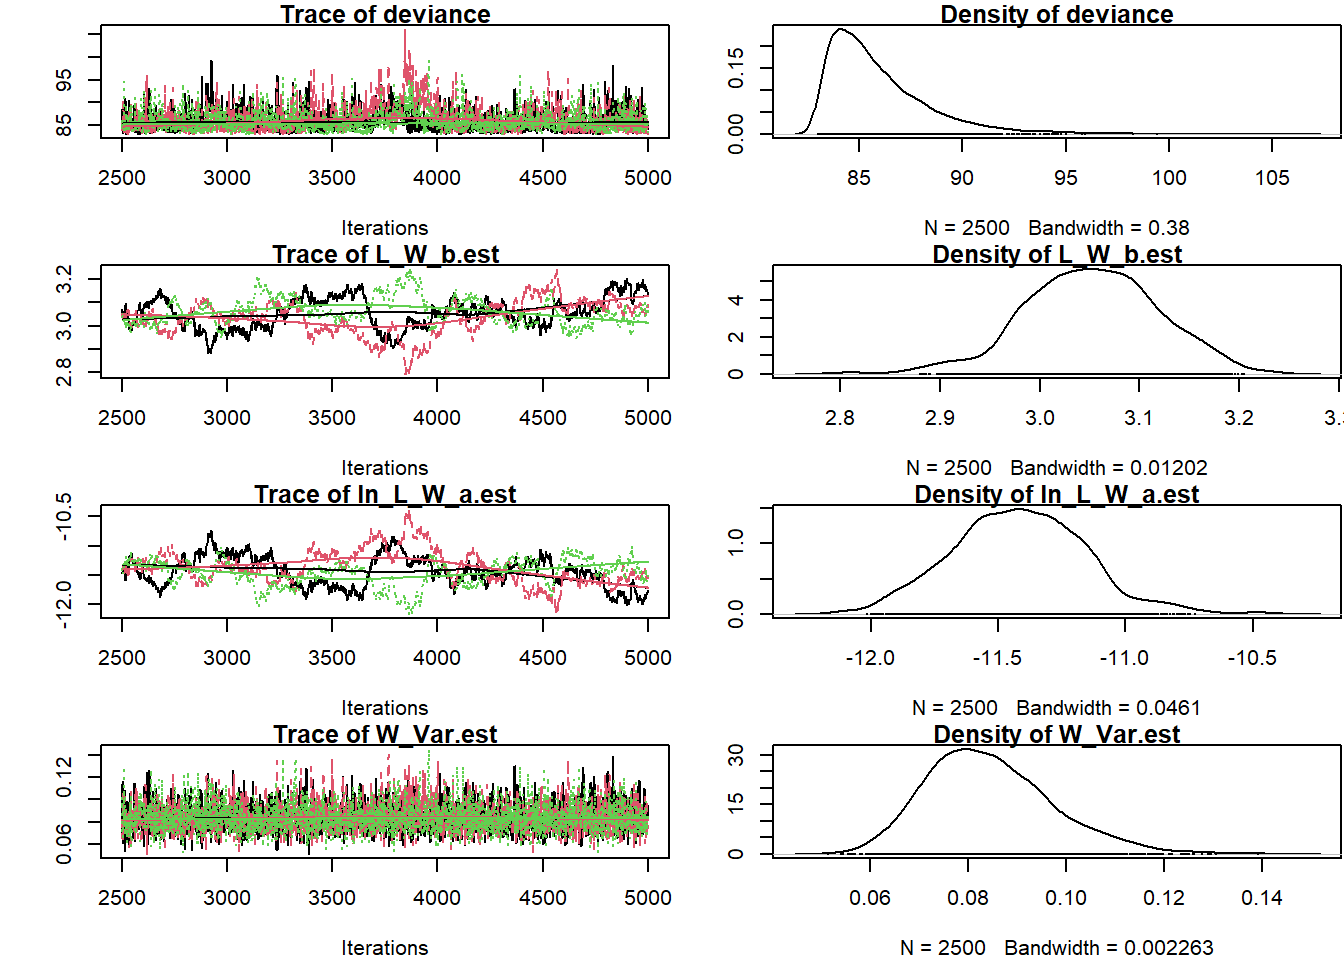 Trace of deviance
Density of deviance
95
85
2500 3000 3500 4000 4500 5000
Iterations
0.15
0.00
85 90 95 100 105
N = 2500 Bandwidth = 0.38
Trace of L_W_b.est
Density of L_W_b.est
3.2
3.0
2.8
2500 3000 3500 4000 4500 5000
Iterations
4
2
0
2.8 2.9 3.0 3.1 3.2 3.
N = 2500 Bandwidth = 0.01202
Trace of ln_L_W_a.est
Density of ln_L_W_a.est
-10.5
-12.0
2500 3000 3500 4000 4500 5000
Iterations
1.0
0.0
-12.0 -11.5 -11.0 -10.5
N = 2500 Bandwidth = 0.0461
Trace of W_Var.est
Density of W_Var.est
0.12
0.06
2500 3000 3500 4000 4500 5000
Iterations
30
15
0
0.06 0.08 0.10 0.12 0.14
N = 2500 Bandwidth = 0.002263